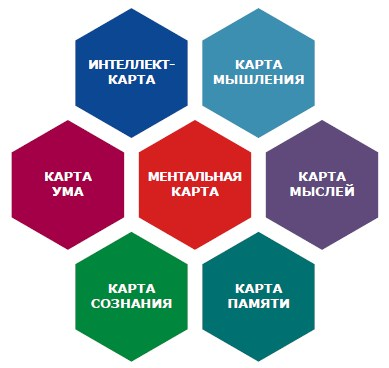 ИНТЕЛЛЕКТ-
КАРТА
КАРТА
МЫШЛЕНИЯ
КАРТА
УМА
МЕНТАЛЬНАЯ
КАРТА
КАРТА
МЫСЛЕЙ
КАРТА
СОЗНАНИЯ
КАРТА
ПАМЯТИ